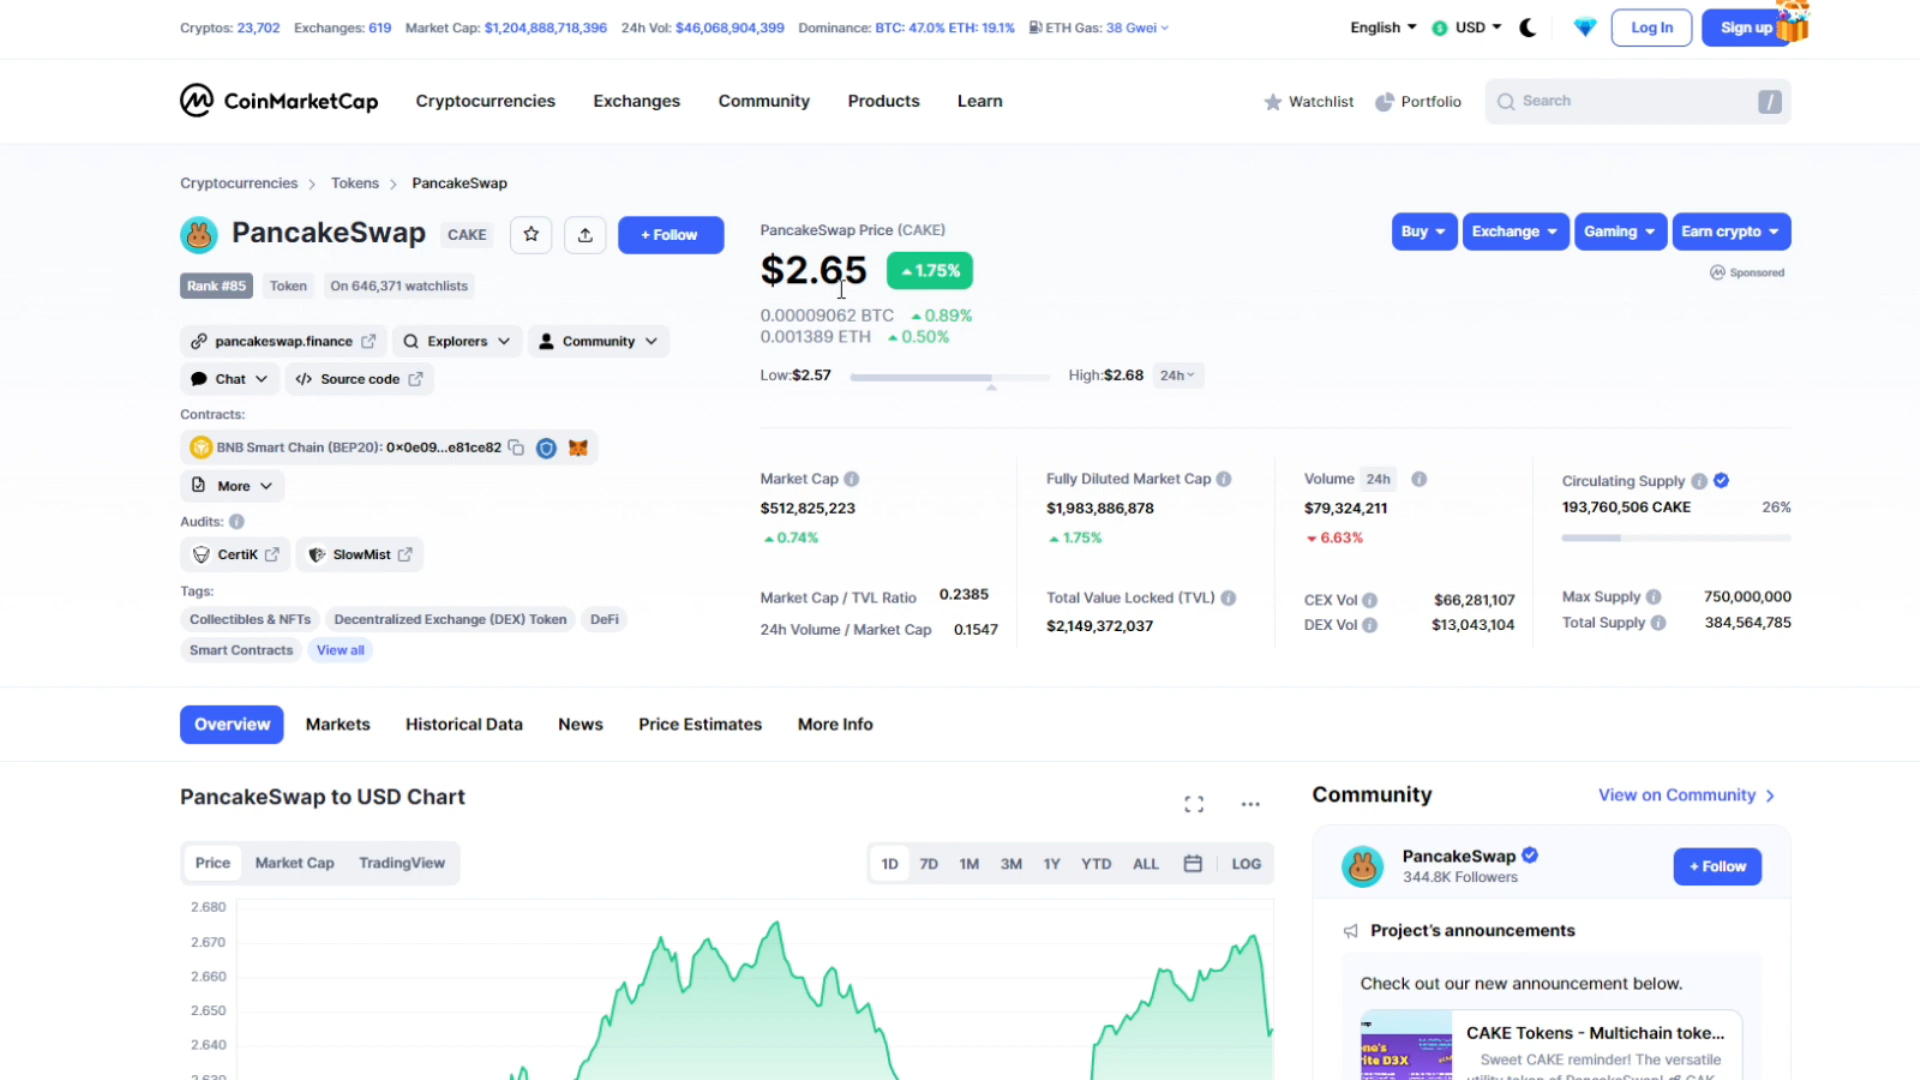 Cryptos: 23,702 Exchanges: 619 Market Cap: $1,204,888,718,396 24h Vol: $46,068,904,399 Dominance: BTC: 47.0% ETH: 19.1% ETH Gas: 38 Gwei
English USD Log In Sign up
CoinMarketCap Cryptocurrencies Exchanges Community Products Learn
Watchlist Portfolio Search /
Cryptocurrencies > Tokens > PancakeSwap
PancakeSwap CAKE + Follow
Rank #85 Token On 646,371 watchlists
pancakeswap.finance Explorers Community
Chat Source code
Contracts:
BNB Smart Chain (BEP20): 0x0e09...e81ce82
More
Audits:
CertiK SlowMist
Tags:
Collectibles & NFTs Decentralized Exchange (DEX) Token DeFi
Smart Contracts View all
PancakeSwap Price (CAKE)
$2.65 1.75%
0.00009062 BTC 0.89%
0.001389 ETH 0.50%
Low:$2.57 High:$2.68 24h
Buy Exchange Gaming Earn crypto
Sponsored
Market Cap
$512,825,223
0.74%
Market Cap / TVL Ratio 0.2385
24h Volume / Market Cap 0.1547
Fully Diluted Market Cap
$1,983,886,878
1.75%
Total Value Locked (TVL)
$2,149,372,037
Volume 24h
$79,324,211
6.63%
CEX Vol $66,281,107
DEX Vol $13,043,104
Circulating Supply
193,760,506 CAKE 26%
Max Supply 750,000,000
Total Supply 384,564,785
Overview Markets Historical Data News Price Estimates More Info
PancakeSwap to USD Chart
Price Market Cap TradingView
1D 7D 1M 3M 1Y YTD ALL LOG
2.680
2.670
2.660
2.650
2.640
2.630
Community View on Community >
PancakeSwap
344.8K Followers
+ Follow
Project's announcements
Check out our new announcement below.
CAKE Tokens - Multichain toke...
Sweet CAKE reminder! The versatile
utility token of PancakeSwap! CAK